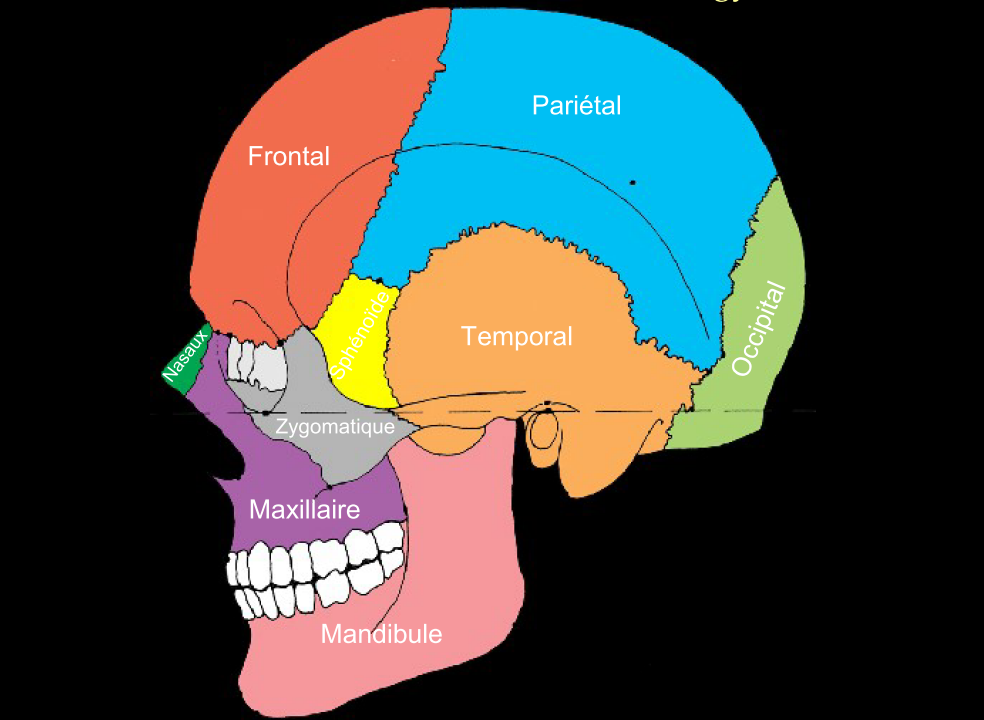 Pariétal
Frontal
Sphénoïde
Temporal
Occipital
Nasaux
Zygomatique
Maxillaire
Mandibule